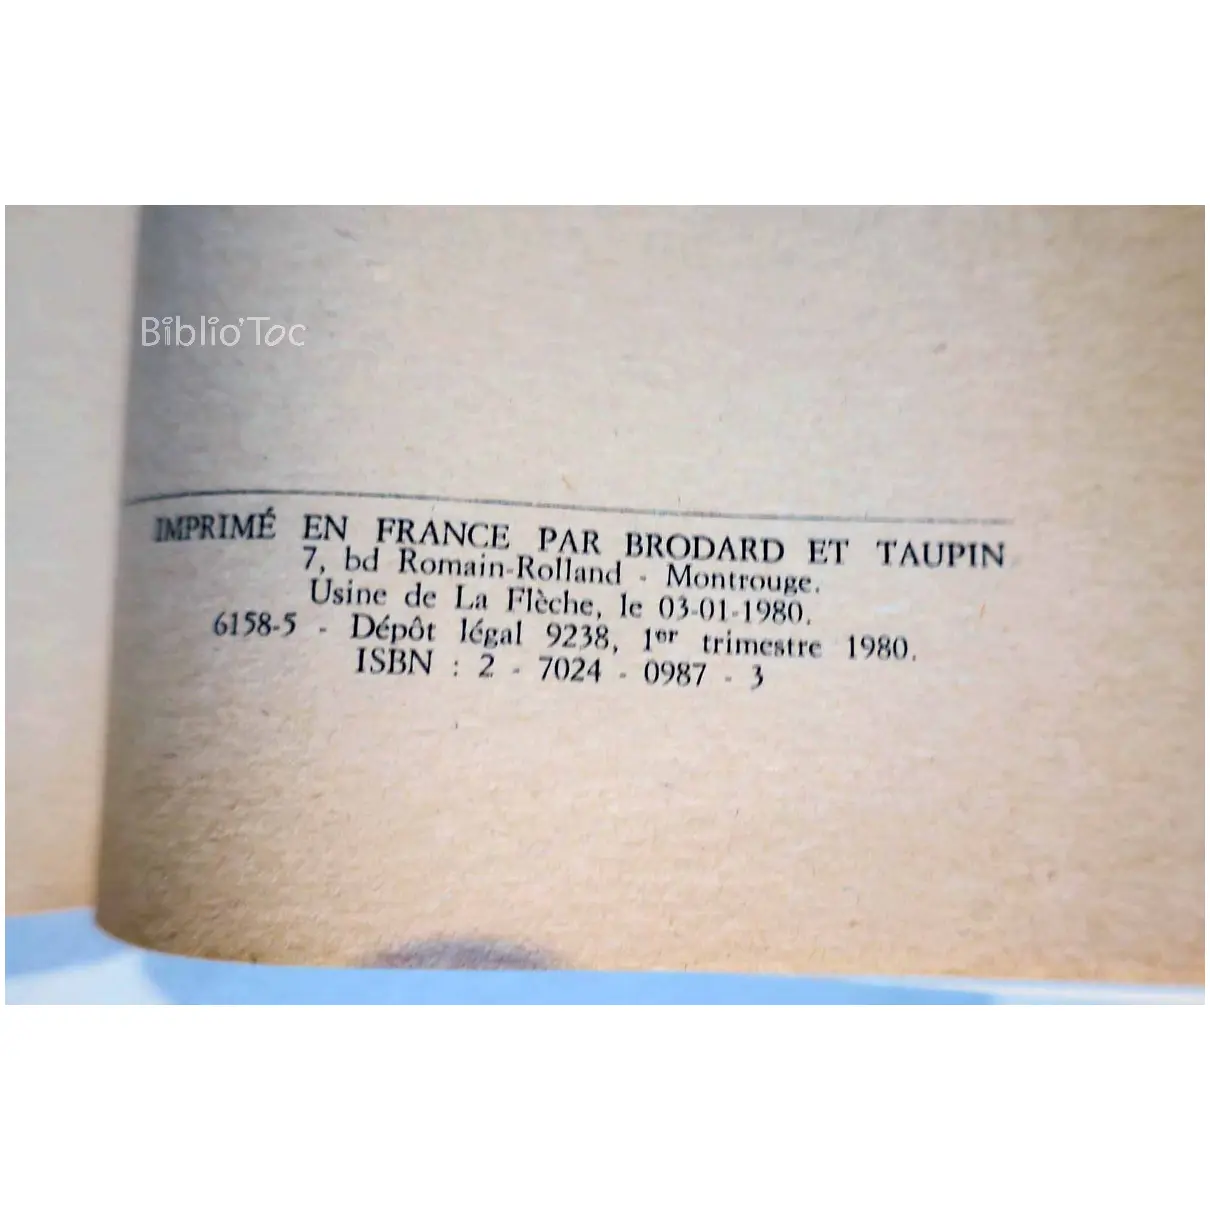 Biblio'Toc
IMPRIMÉ EN FRANCE PAR BRODARD ET TAUPIN
7, bd Romain-Rolland - Montrouge.
Usine de La Flèche, le 03-01-1980.
6158-5 - Dépôt légal 9238, 1er trimestre 1980.
ISBN : 2 - 7024 - 0987 - 3